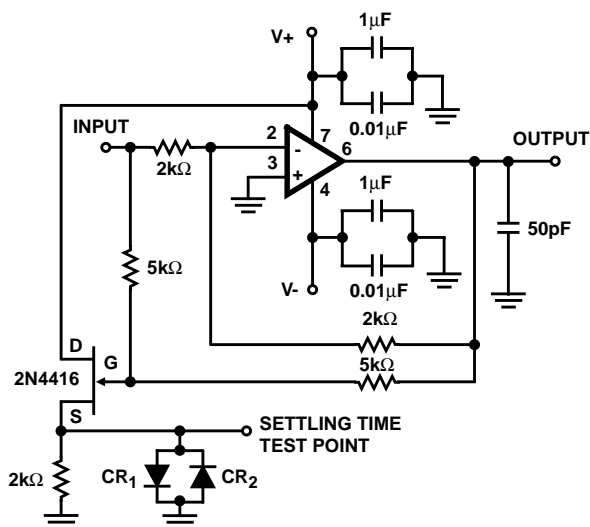 1μF
V+
0.01μF
INPUT
2kΩ
2
-
7
6
OUTPUT
3
+
4
1μF
50pF
5kΩ
V-
0.01μF
2kΩ
5kΩ
D
G
2N4416
S
SETTLING TIME
TEST POINT
2kΩ
CR1
CR2